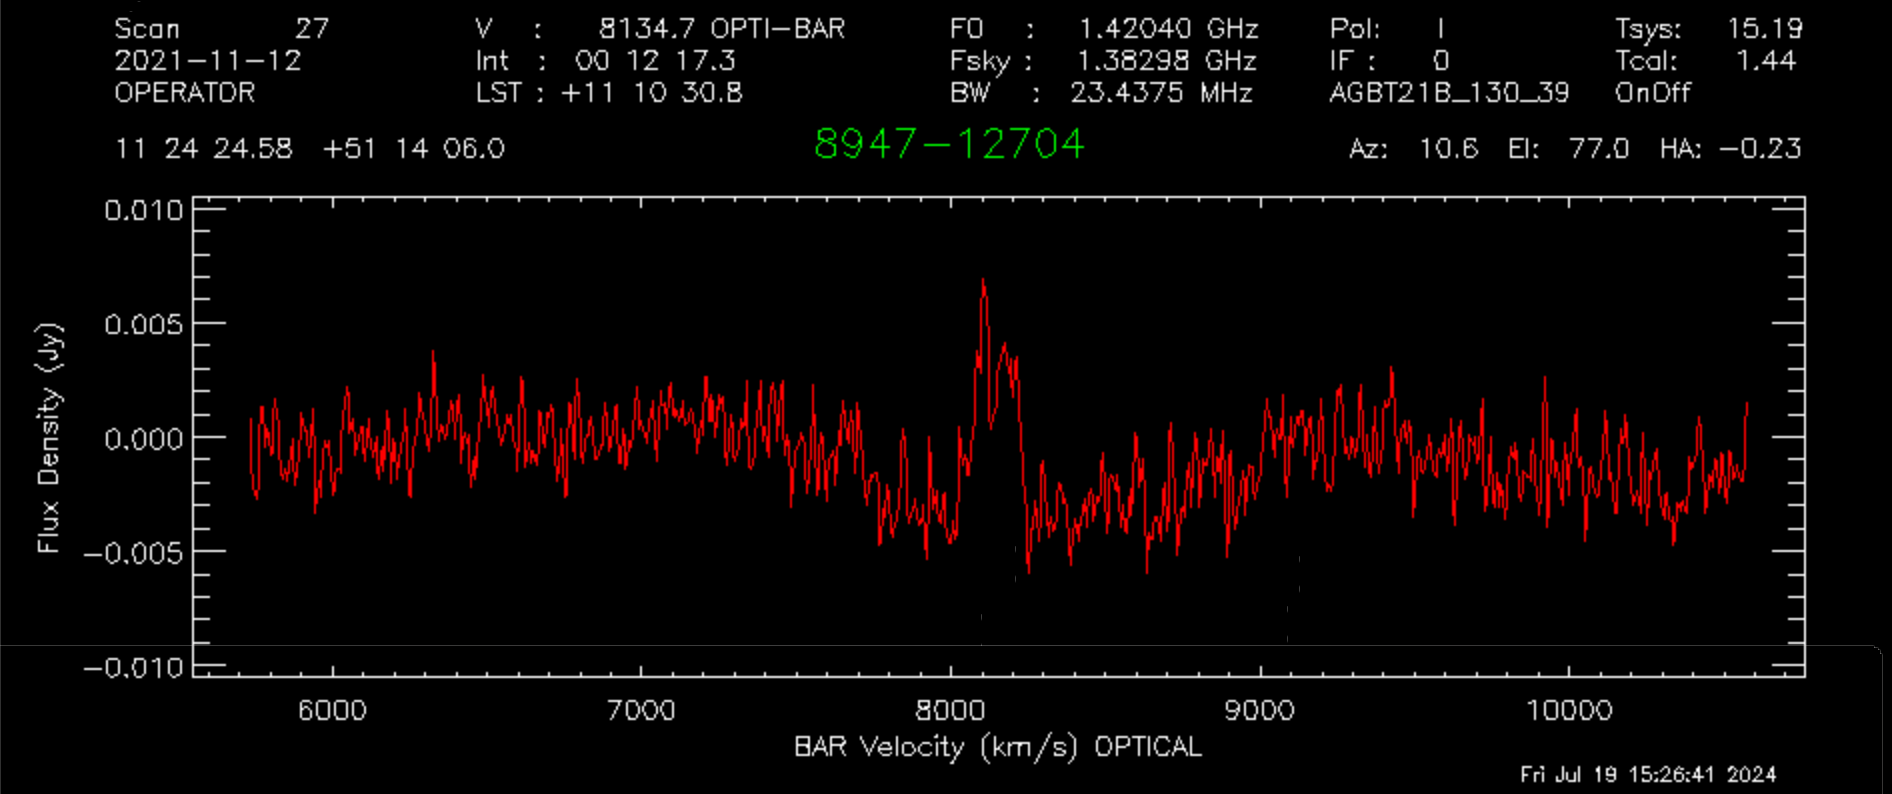 Scan 27 V : 8134.7 OPTI-BAR F0 : 1.42040 GHz Pol: I Tsys: 15.19
2021-11-12 Int : 00 12 17.3 Fsky : 1.38298 GHz IF : 0 Tcal: 1.44
OPERATOR LST : +11 10 30.8 BW : 23.4375 MHz AGBT21B_130_39 OnOff
11 24 24.58 +51 14 06.0 8947-12704 Az: 10.6 El: 77.0 HA: -0.23
0.010
0.005
0.000
-0.005
-0.010
Flux Density (Jy)
6000 7000 8000 9000 10000
BAR Velocity (km/s) OPTICAL
Fri Jul 19 15:26:41 2024